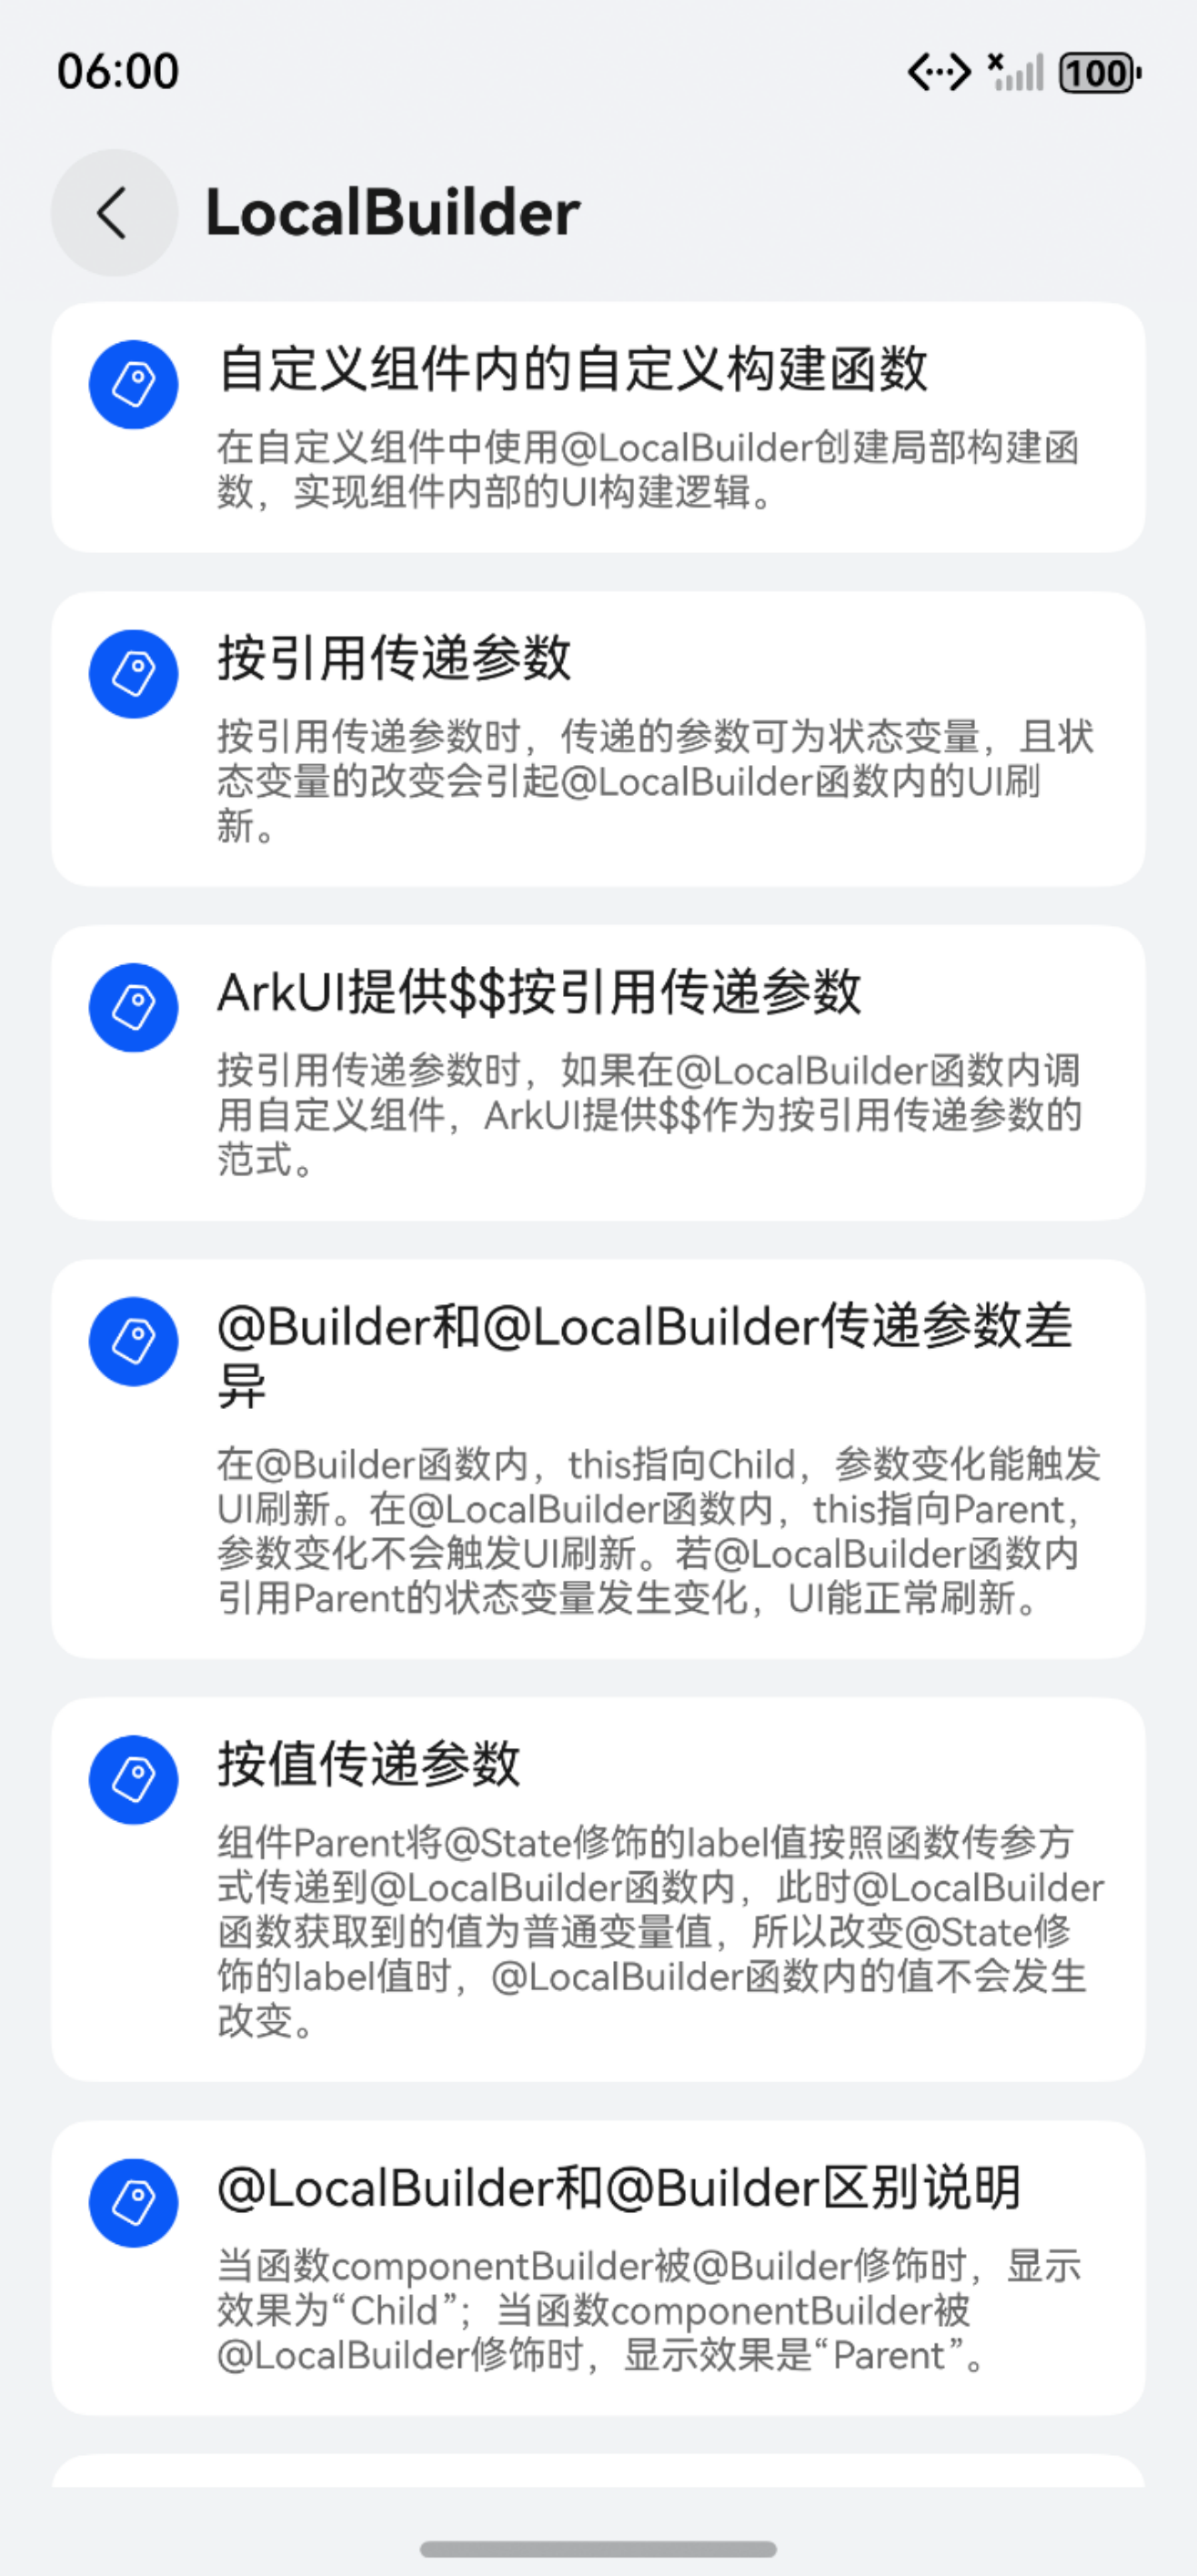 06:00
100
LocalBuilder
自定义组件内的自定义构建函数
在自定义组件中使用@LocalBuilder创建局部构建函
数，实现组件内部的UI构建逻辑。
按引用传递参数
按引用传递参数时，传递的参数可为状态变量，且状
态变量的改变会引起@LocalBuilder函数内的UI刷
新。
ArkUI提供$$按引用传递参数
按引用传递参数时，如果在@LocalBuilder函数内调
用自定义组件，ArkUI提供$$作为按引用传递参数的
范式。
@Builder和@LocalBuilder传递参数差
异
在@Builder函数内，this指向Child，参数变化能触发
UI刷新。在@LocalBuilder函数内，this指向Parent，
参数变化不会触发UI刷新。若@LocalBuilder函数内
引用Parent的状态变量发生变化，UI能正常刷新。
按值传递参数
组件Parent将@State修饰的label值按照函数传参方
式传递到@LocalBuilder函数内，此时@LocalBuilder
函数获取到的值为普通变量值，所以改变@State修
饰的label值时，@LocalBuilder函数内的值不会发生
改变。
@LocalBuilder和@Builder区别说明
当函数componentBuilder被@Builder修饰时，显示
效果为“Child”；当函数componentBuilder被
@LocalBuilder修饰时，显示效果是“Parent”。